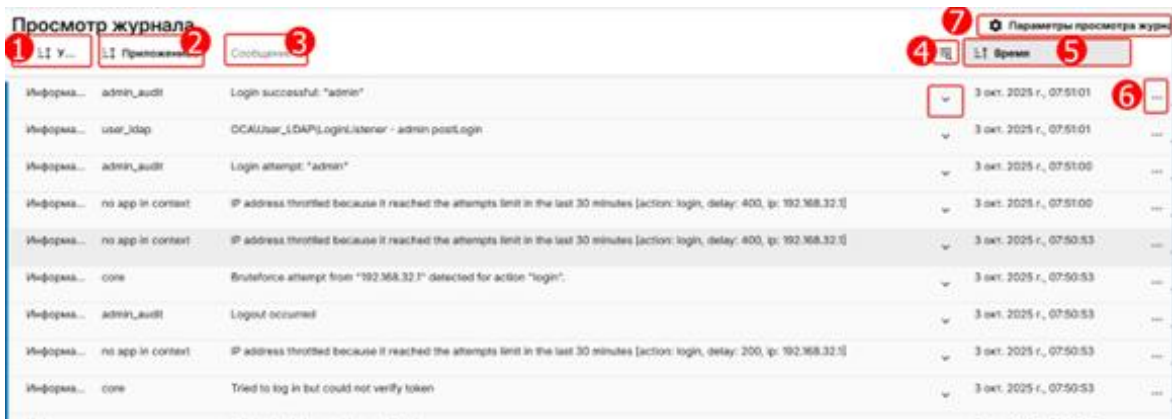 Просмотр журнала
7 Параметры просмотра журн
1 У... 2 Приложение... 3 Сообщение 4 5 Время
Информа... admin_audit Login successful: "admin" 3 окт. 2025 г., 07:51:01 6 ...
Информа... user_ldap OCA\User_LDAP\LoginListener - admin postLogin 3 окт. 2025 г., 07:51:01 ...
Информа... admin_audit Login attempt: "admin" 3 окт. 2025 г., 07:51:00 ...
Информа... no app in context IP address throttled because it reached the attempts limit in the last 30 minutes [action: login, delay: 400, ip: 192.168.32.1] 3 окт. 2025 г., 07:51:00 ...
Информа... no app in context IP address throttled because it reached the attempts limit in the last 30 minutes [action: login, delay: 400, ip: 192.168.32.1] 3 окт. 2025 г., 07:50:53 ...
Информа... core Bruteforce attempt from "192.168.32.1" detected for action "login". 3 окт. 2025 г., 07:50:53 ...
Информа... admin_audit Logout occurred 3 окт. 2025 г., 07:50:53 ...
Информа... no app in context IP address throttled because it reached the attempts limit in the last 30 minutes [action: login, delay: 200, ip: 192.168.32.1] 3 окт. 2025 г., 07:50:53 ...
Информа... core Tried to log in but could not verify token 3 окт. 2025 г., 07:50:53 ...